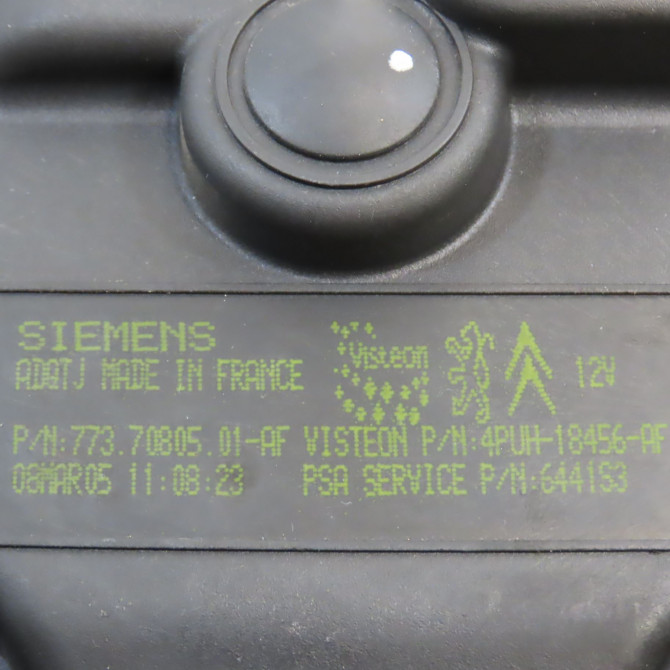 SIEMENS
ADQTJ MADE IN FRANCE Visteon 12V
P/N:773.70805.01-AF VISTEON P/N:4PUH-18456-AF
08MAR05 11:08:23 PSA SERVICE P/N:6441S3